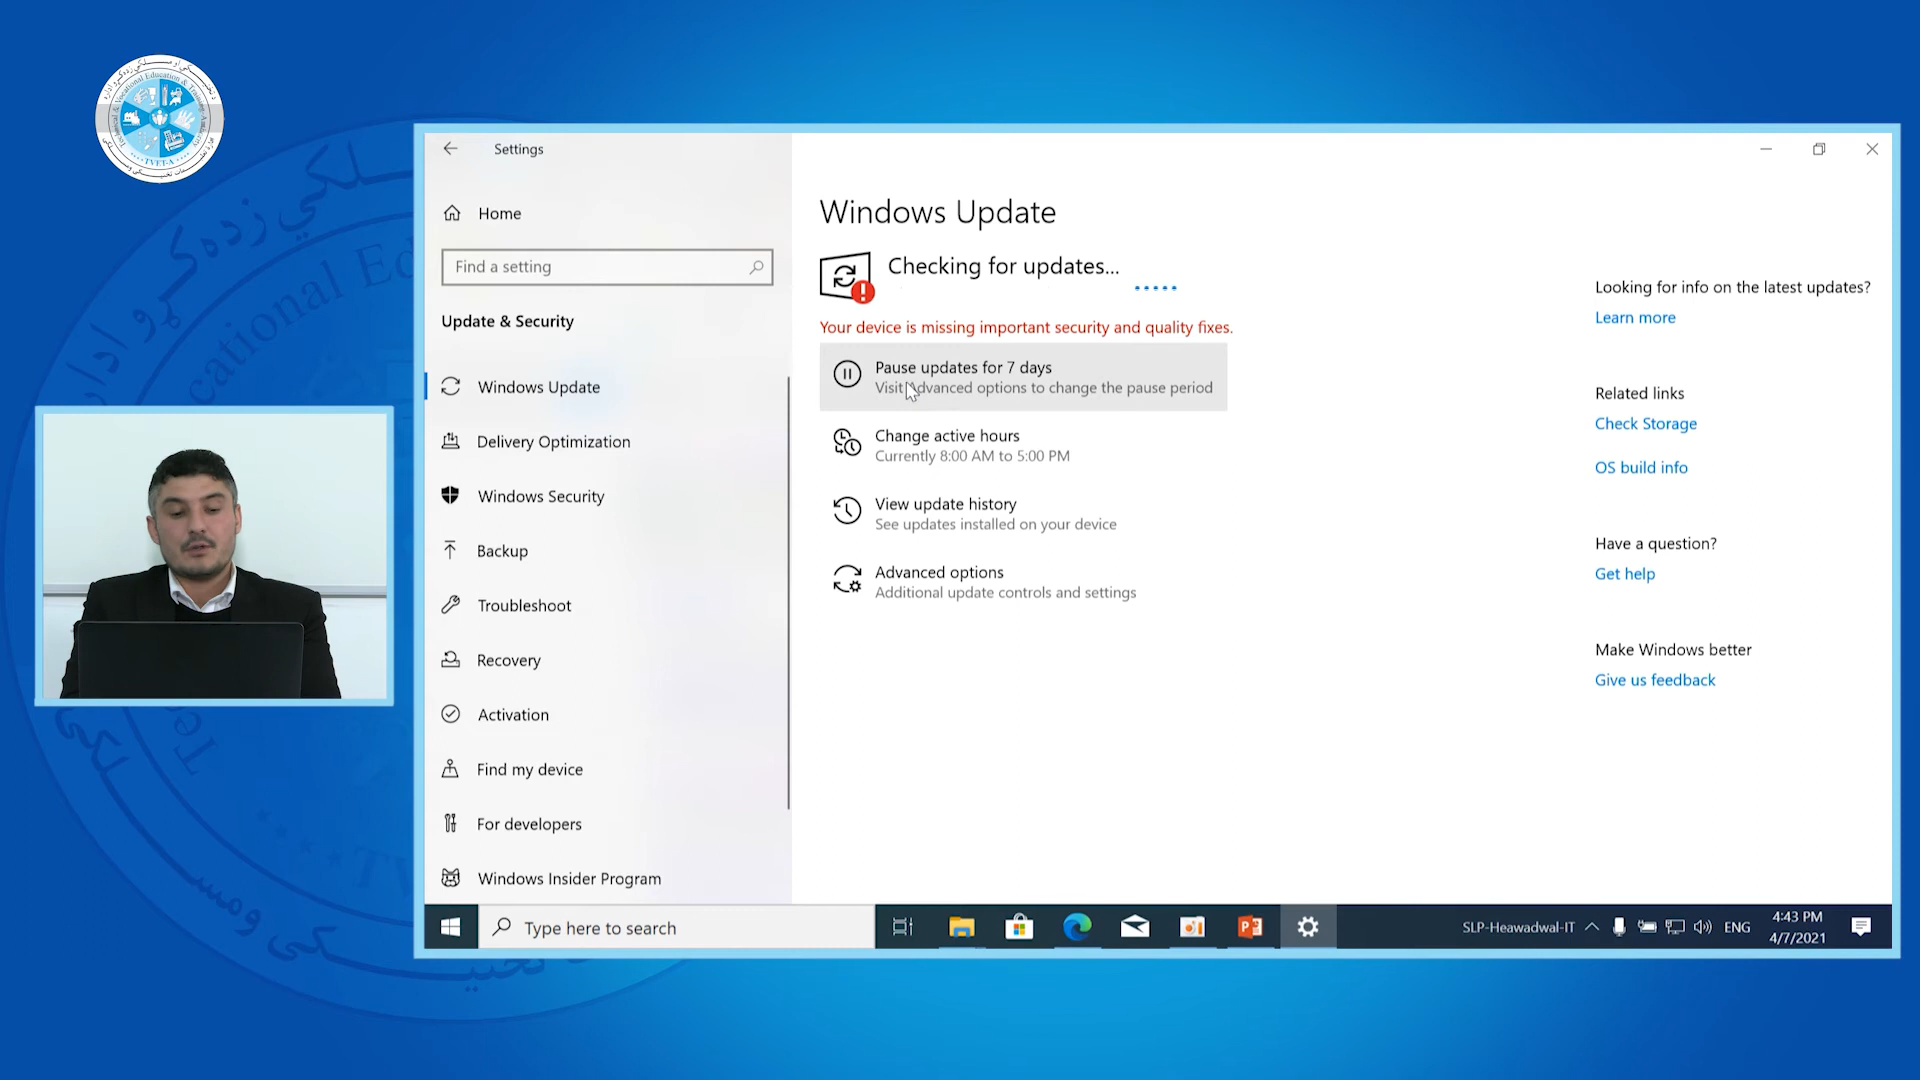 Technical & Vocational Education & Training Authority
TVET-A
Settings
Home
Find a setting
Update & Security
Windows Update
Delivery Optimization
Windows Security
Backup
Troubleshoot
Recovery
Activation
Find my device
For developers
Windows Insider Program
Windows Update
Checking for updates...
Your device is missing important security and quality fixes.
Pause updates for 7 days
Visit Advanced options to change the pause period
Change active hours
Currently 8:00 AM to 5:00 PM
View update history
See updates installed on your device
Advanced options
Additional update controls and settings
Looking for info on the latest updates?
Learn more
Related links
Check Storage
OS build info
Have a question?
Get help
Make Windows better
Give us feedback
Type here to search
SLP-Heawadwal-IT
ENG
4:43 PM
4/7/2021